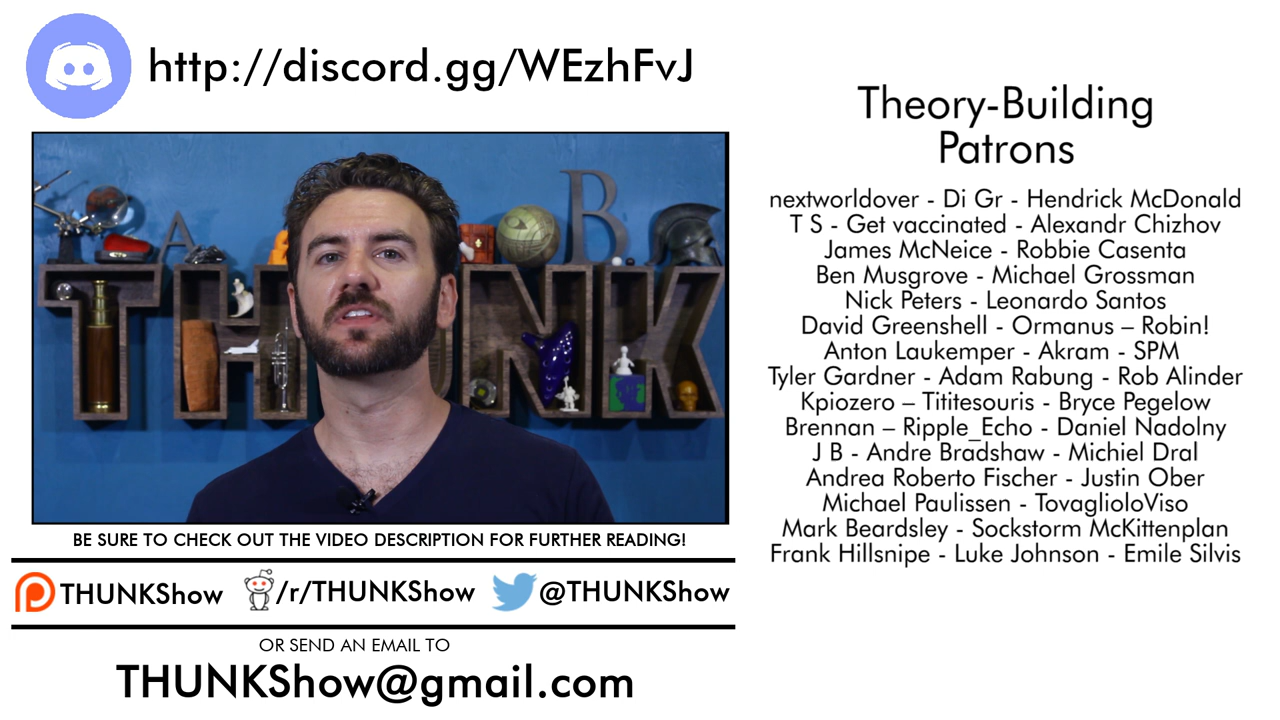 http://discord.gg/WEzhFvJ
A
B
THUNK
BE SURE TO CHECK OUT THE VIDEO DESCRIPTION FOR FURTHER READING!
THUNKShow
/r/THUNKShow
@THUNKShow
OR SEND AN EMAIL TO
THUNKShow@gmail.com
Theory-Building
Patrons
nextworldover - Di Gr - Hendrick McDonald
T S - Get vaccinated - Alexandr Chizhov
James McNeice - Robbie Casenta
Ben Musgrove - Michael Grossman
Nick Peters - Leonardo Santos
David Greenshell - Ormanus – Robin!
Anton Laukemper - Akram - SPM
Tyler Gardner - Adam Rabung - Rob Alinder
Kpiozero – Tititesouris - Bryce Pegelow
Brennan – Ripple_Echo - Daniel Nadolny
J B - Andre Bradshaw - Michiel Dral
Andrea Roberto Fischer - Justin Ober
Michael Paulissen - TovaglioloViso
Mark Beardsley - Sockstorm McKittenplan
Frank Hillsnipe - Luke Johnson - Emile Silvis